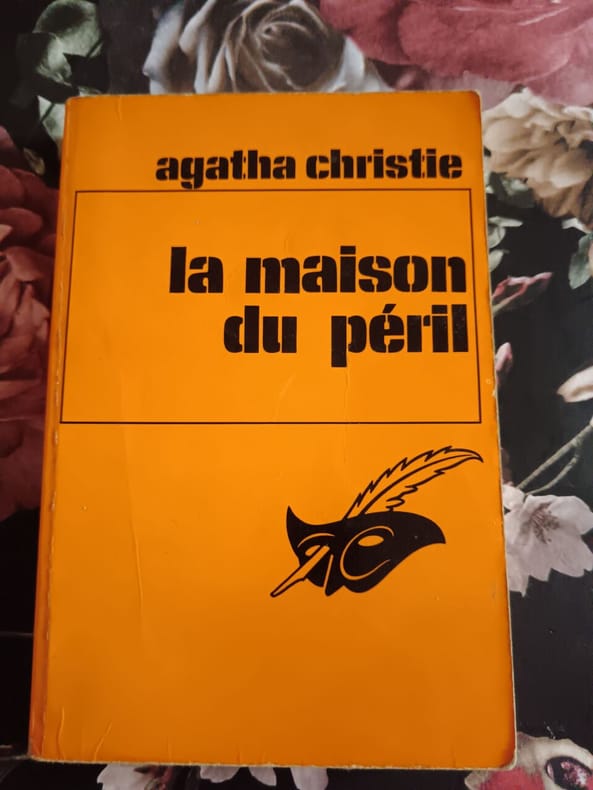 agatha christie
la maison
du péril